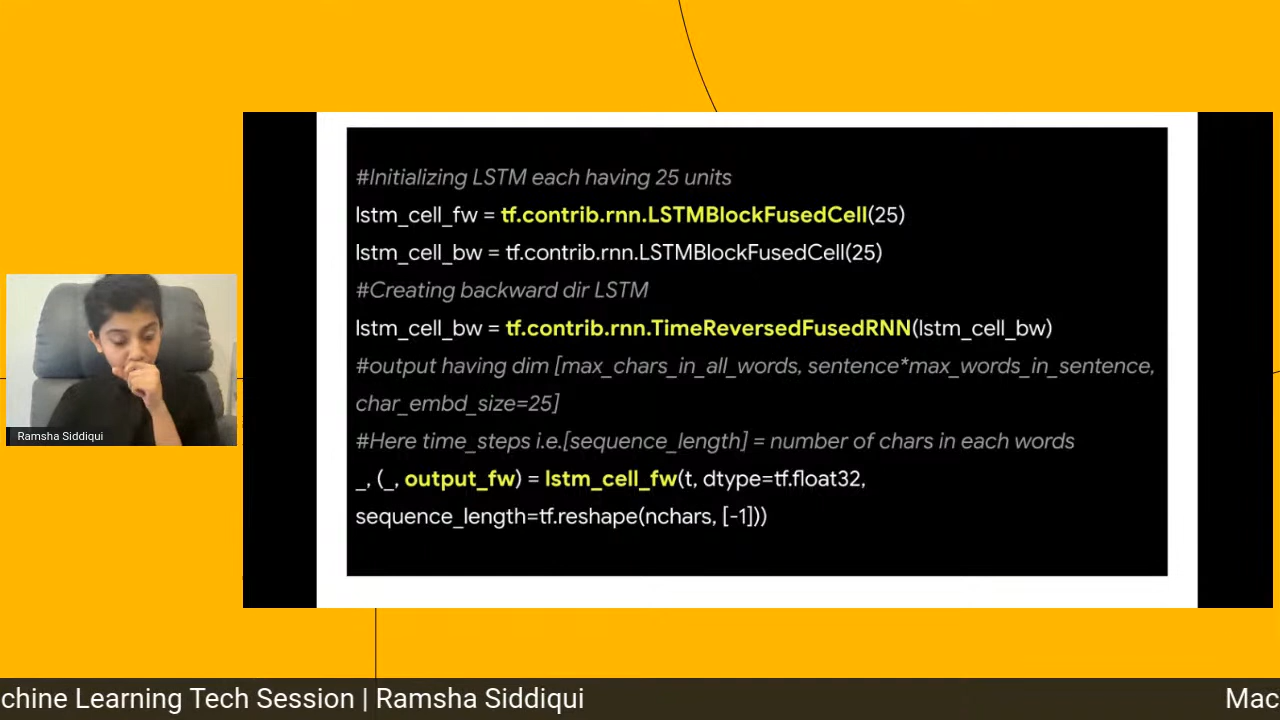 #Initializing LSTM each having 25 units
lstm_cell_fw = tf.contrib.rnn.LSTMBlockFusedCell(25)
lstm_cell_bw = tf.contrib.rnn.LSTMBlockFusedCell(25)
#Creating backward dir LSTM
lstm_cell_bw = tf.contrib.rnn.TimeReversedFusedRNN(lstm_cell_bw)
#output having dim [max_chars_in_all_words, sentence*max_words_in_sentence,
char_embd_size=25]
#Here time_steps i.e.[sequence_length] = number of chars in each words
_, (_, output_fw) = lstm_cell_fw(t, dtype=tf.float32,
sequence_length=tf.reshape(nchars, [-1]))
Ramsha Siddiqui
chine Learning Tech Session | Ramsha Siddiqui
Mac